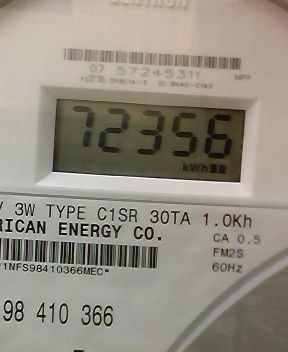 07 57245311 HPP
72356
kWh
V 3W TYPE C1SR 30TA 1.0Kh
RICAN ENERGY CO.
CA 0.5
FM2S
60Hz
1NFS98410366MEC*
98 410 366